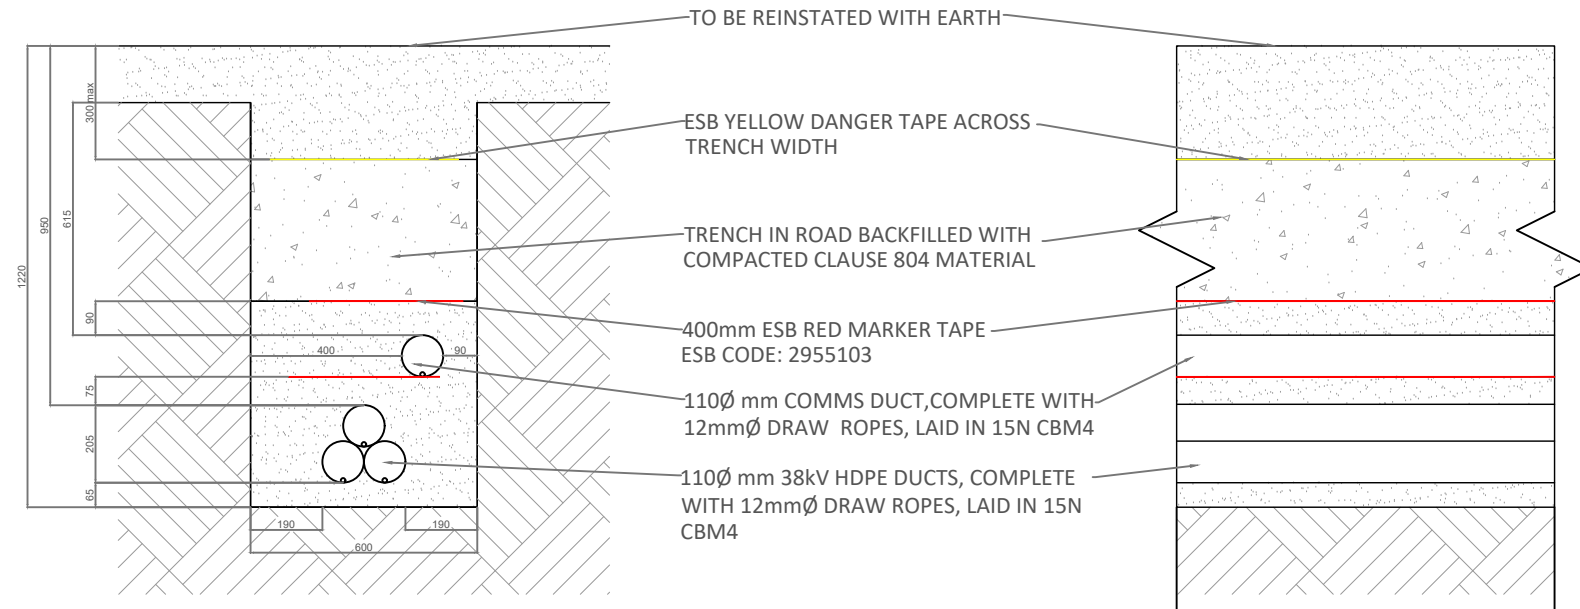 TO BE REINSTATED WITH EARTH
300 max
ESB YELLOW DANGER TAPE ACROSS
TRENCH WIDTH
615
950
1220
TRENCH IN ROAD BACKFILLED WITH
COMPACTED CLAUSE 804 MATERIAL
90
400mm ESB RED MARKER TAPE
ESB CODE: 2955103
400
90
75
110Ø mm COMMS DUCT,COMPLETE WITH
12mmØ DRAW ROPES, LAID IN 15N CBM4
205
110Ø mm 38kV HDPE DUCTS, COMPLETE
WITH 12mmØ DRAW ROPES, LAID IN 15N
CBM4
65
190
190
600